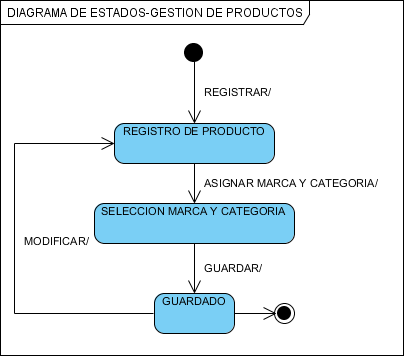 DIAGRAMA DE ESTADOS-GESTION DE PRODUCTOS
REGISTRAR/
REGISTRO DE PRODUCTO
ASIGNAR MARCA Y CATEGORIA/
SELECCION MARCA Y CATEGORIA
MODIFICAR/
GUARDAR/
GUARDADO